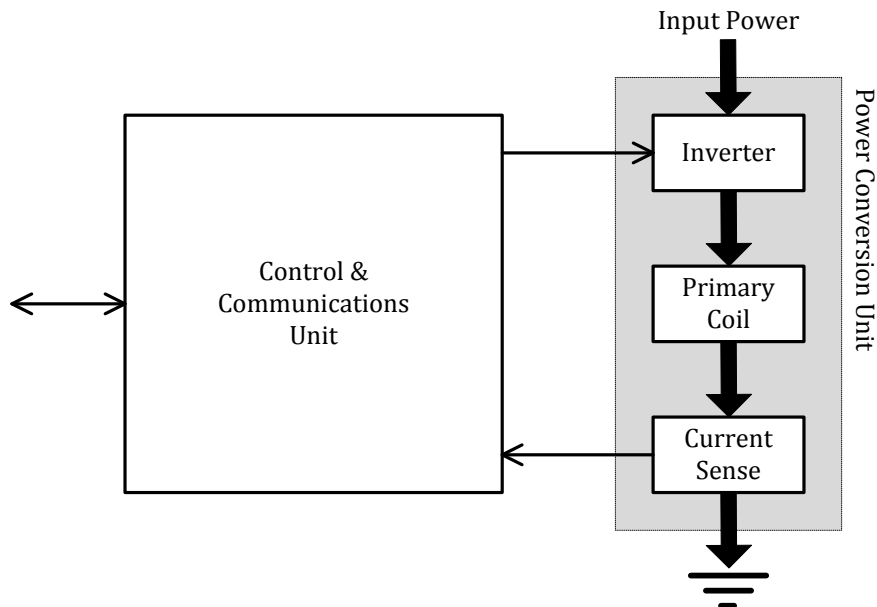 Input Power
Inverter
Control &
Communications
Unit
Primary
Coil
Current
Sense
Power Conversion Unit